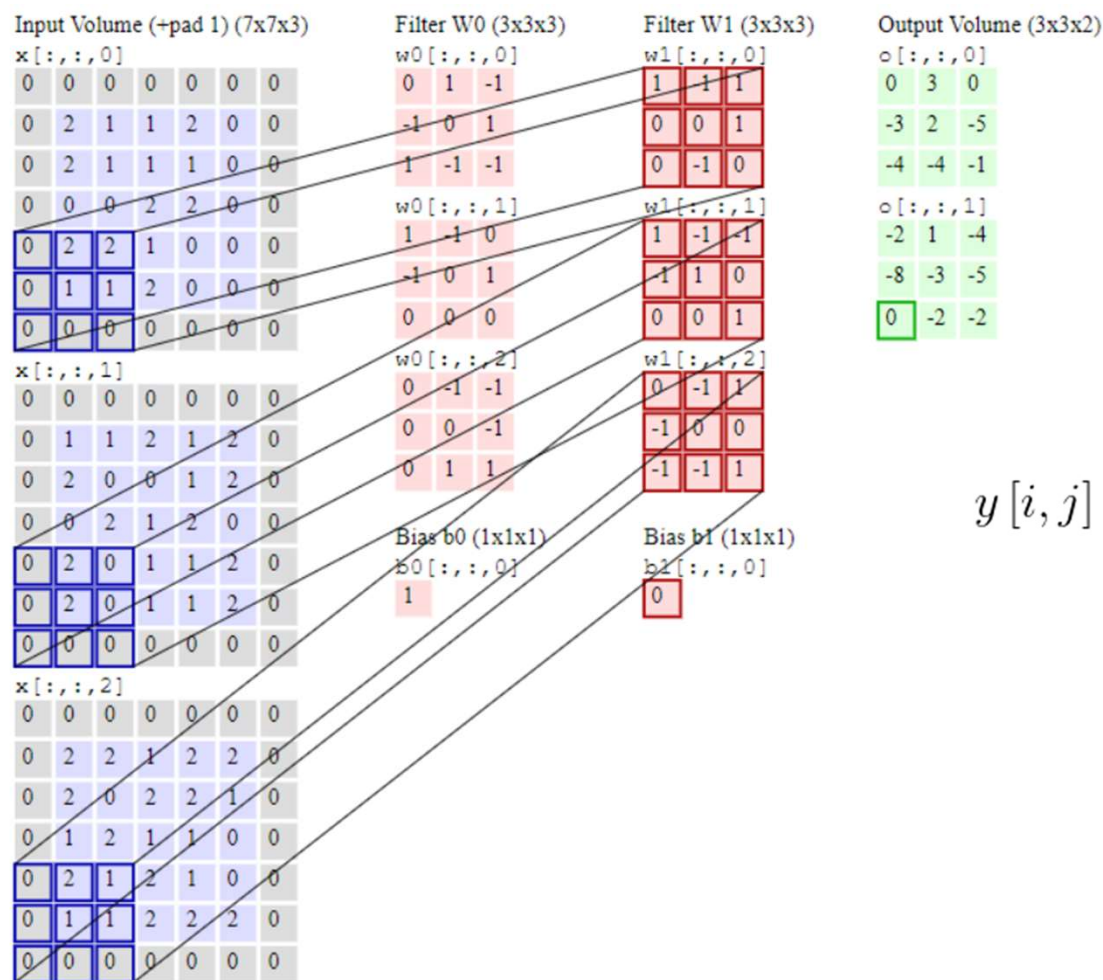 Input Volume (+pad 1) (7x7x3)
x[:,:,0]
0 0 0 0 0 0 0
0 2 1 1 2 0 0
0 2 1 1 1 0 0
0 0 0 2 2 0 0
0 2 2 1 0 0 0
0 1 1 2 0 0 0
0 0 0 0 0 0 0
x[:,:,1]
0 0 0 0 0 0 0
0 1 1 2 1 2 0
0 2 0 0 1 2 0
0 0 2 1 2 0 0
0 2 0 1 1 2 0
0 2 0 1 1 2 0
0 0 0 0 0 0 0
x[:,:,2]
0 0 0 0 0 0 0
0 2 2 1 2 2 0
0 2 0 2 2 1 0
0 1 2 1 1 0 0
0 2 1 2 1 0 0
0 1 1 2 2 2 0
0 0 0 0 0 0 0
Filter W0 (3x3x3)
w0[:,:,0]
0 1 -1
-1 0 1
1 -1 -1
w0[:,:,1]
1 -1 0
-1 0 1
0 0 0
w0[:,:,2]
0 -1 -1
0 0 -1
0 1 1
Bias b0 (1x1x1)
b0[:,:,0]
1
Filter W1 (3x3x3)
w1[:,:,0]
1 -1 1
0 0 1
0 -1 0
w1[:,:,1]
1 -1 -1
-1 1 0
0 0 1
w1[:,:,2]
0 -1 1
-1 0 0
-1 -1 1
Bias b1 (1x1x1)
b1[:,:,0]
0
Output Volume (3x3x2)
o[:,:,0]
0 3 0
-3 2 -5
-4 -4 -1
o[:,:,1]
-2 1 -4
-8 -3 -5
0 -2 -2
y [i, j]